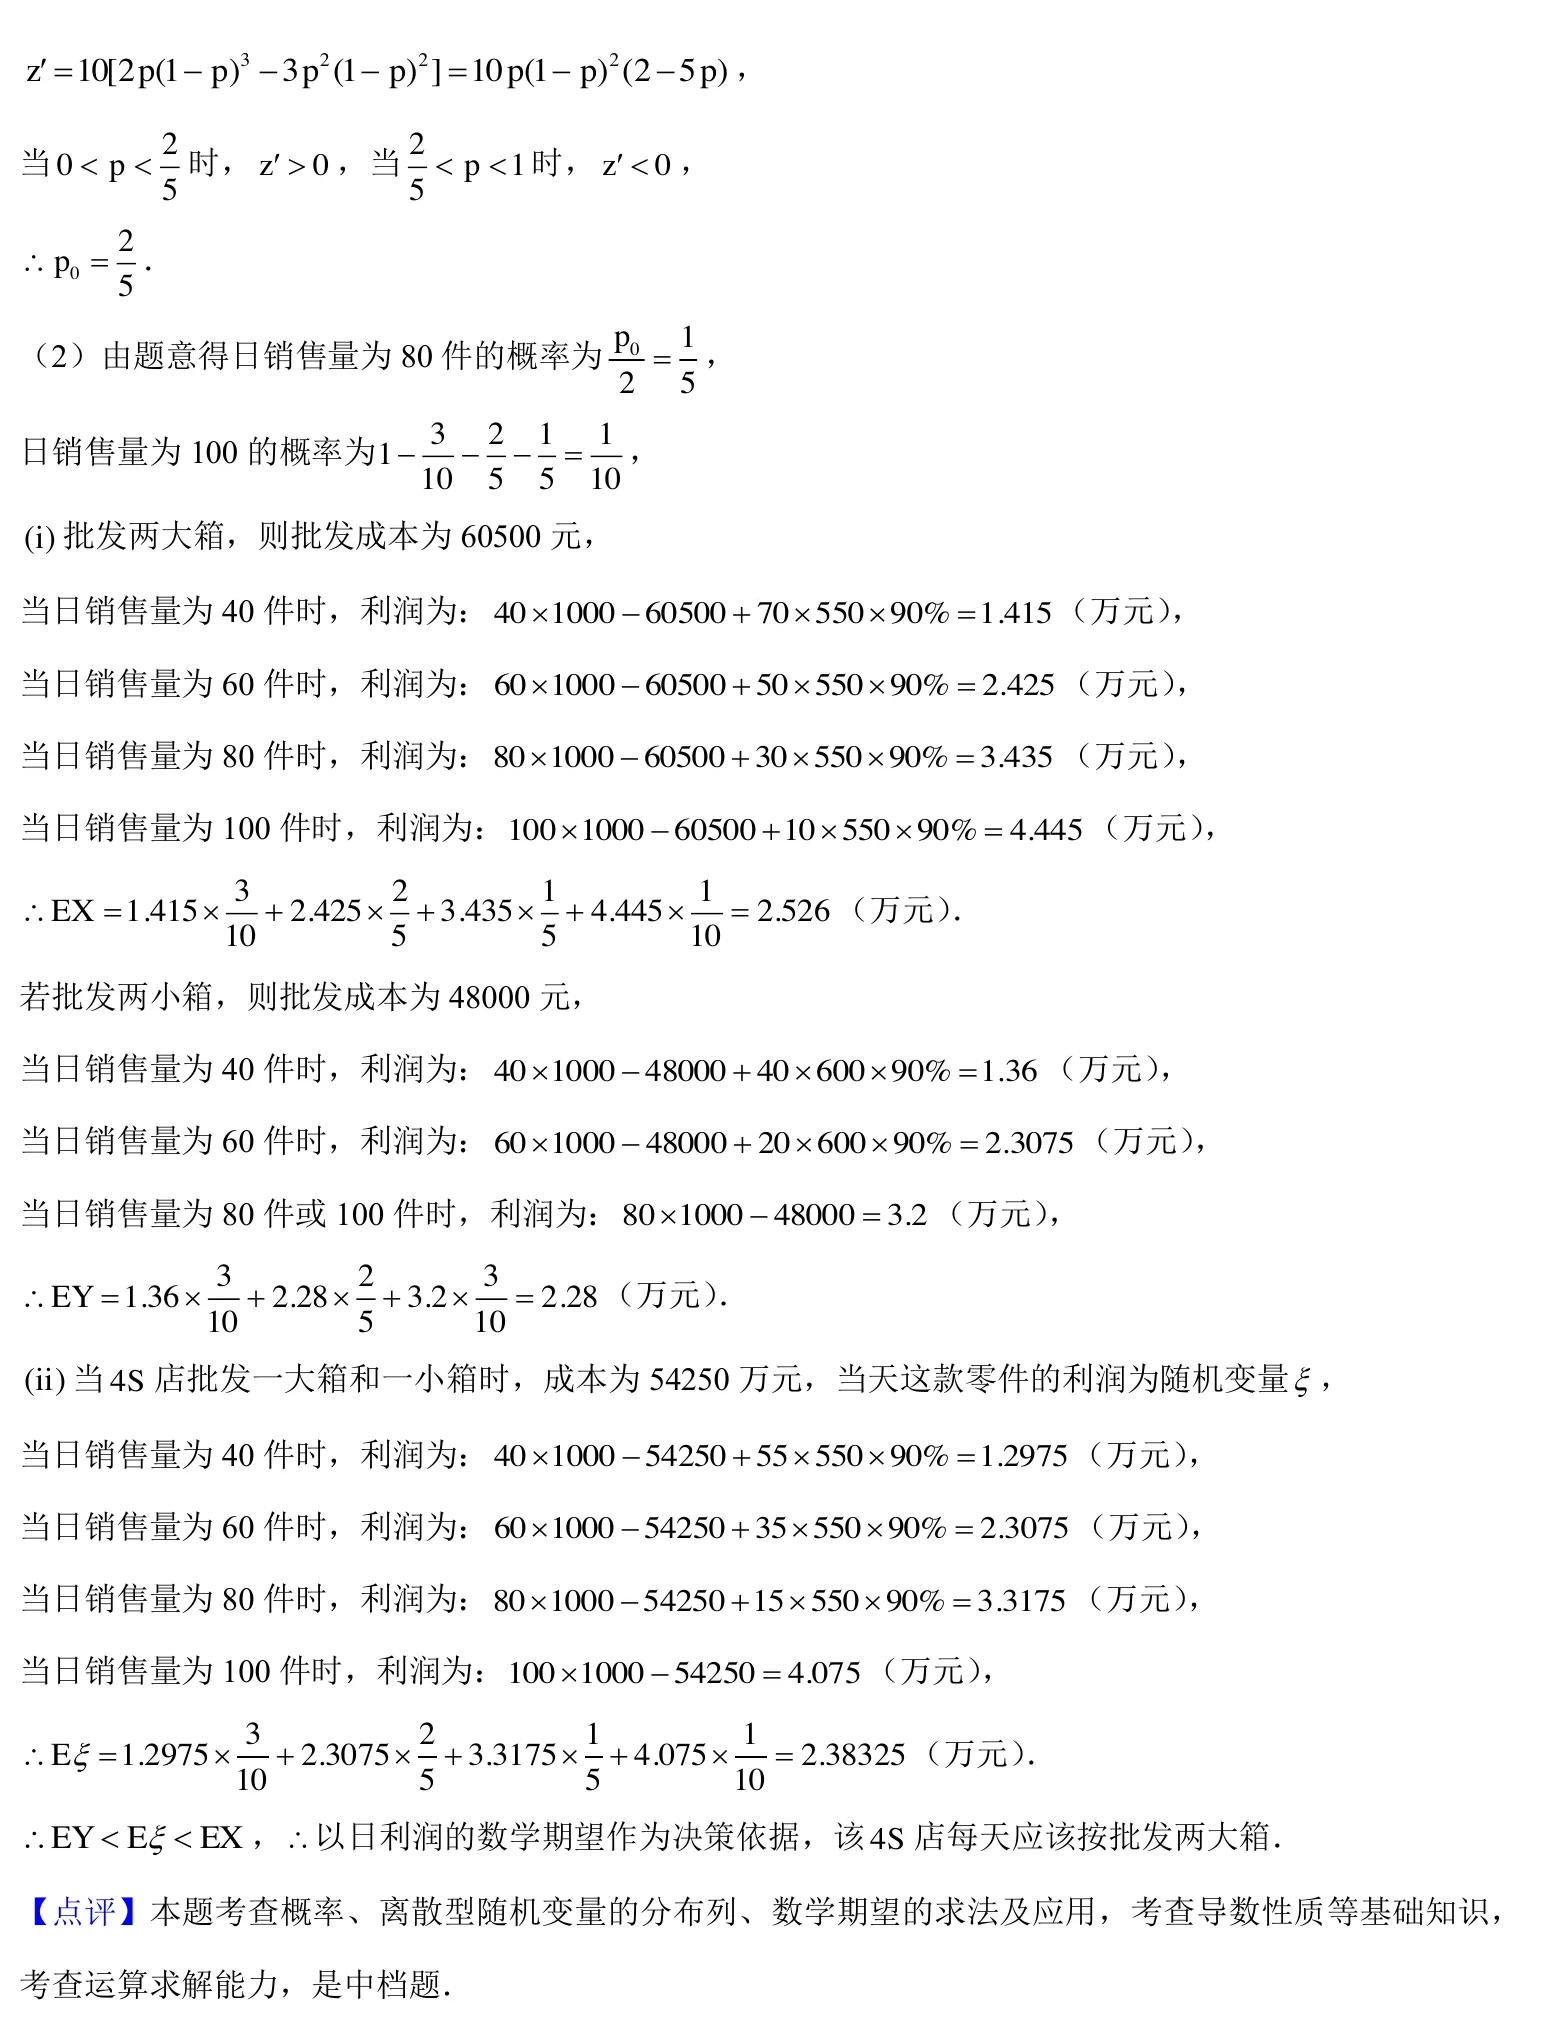 z′=10[2p(1−p)³−3p²(1−p)²]=10p(1−p)²(2−5p)，
当0<p<2/5时，z′>0，当2/5<p<1时，z′<0，
∴p₀=2/5．
（2）由题意得日销售量为 80 件的概率为p₀/2=1/5，
日销售量为 100 的概率为1−3/10−2/5−1/5=1/10，
(i) 批发两大箱，则批发成本为 60500 元，
当日销售量为 40 件时，利润为：40×1000−60500+70×550×90%=1.415（万元），
当日销售量为 60 件时，利润为：60×1000−60500+50×550×90%=2.425（万元），
当日销售量为 80 件时，利润为：80×1000−60500+30×550×90%=3.435（万元），
当日销售量为 100 件时，利润为：100×1000−60500+10×550×90%=4.445（万元），
∴EX=1.415×3/10+2.425×2/5+3.435×1/5+4.445×1/10=2.526（万元）．
若批发两小箱，则批发成本为 48000 元，
当日销售量为 40 件时，利润为：40×1000−48000+40×600×90%=1.36（万元），
当日销售量为 60 件时，利润为：60×1000−48000+20×600×90%=2.3075（万元），
当日销售量为 80 件或 100 件时，利润为：80×1000−48000=3.2（万元），
∴EY=1.36×3/10+2.28×2/5+3.2×3/10=2.28（万元）．
(ii) 当4S 店批发一大箱和一小箱时，成本为 54250 万元，当天这款零件的利润为随机变量ξ，
当日销售量为 40 件时，利润为：40×1000−54250+55×550×90%=1.2975（万元），
当日销售量为 60 件时，利润为：60×1000−54250+35×550×90%=2.3075（万元），
当日销售量为 80 件时，利润为：80×1000−54250+15×550×90%=3.3175（万元），
当日销售量为 100 件时，利润为：100×1000−54250=4.075（万元），
∴Eξ=1.2975×3/10+2.3075×2/5+3.3175×1/5+4.075×1/10=2.38325（万元）．
∴EY<Eξ<EX，∴以日利润的数学期望作为决策依据，该4S 店每天应该按批发两大箱．
【点评】本题考查概率、离散型随机变量的分布列、数学期望的求法及应用，考查导数性质等基础知识，
考查运算求解能力，是中档题．